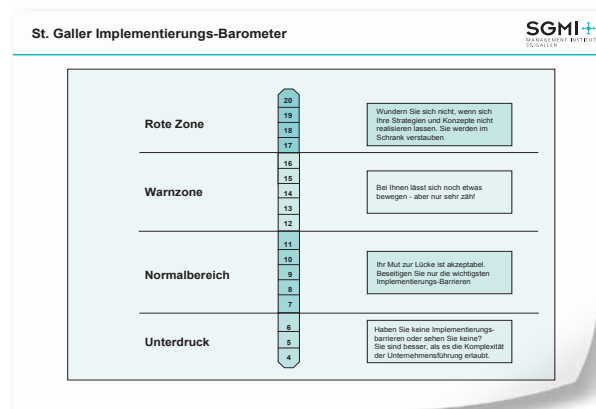 St. Galler Implementierungs-Barometer
SGMI
MANAGEMENT INSTITUT
ST. GALLEN
20
19
18
17
Rote Zone
Wundern Sie sich nicht, wenn sich
Ihre Strategien und Konzepte nicht
realisieren lassen. Sie werden im
Schrank verstauben
16
15
14
13
12
Warnzone
Bei Ihnen lässt sich noch etwas
bewegen - aber nur sehr zäh!
11
10
9
8
7
Normalbereich
Ihr Mut zur Lücke ist akzeptabel.
Beseitigen Sie nur die wichtigsten
Implementierungs-Barrieren
6
5
4
Unterdruck
Haben Sie keine Implementierungs-
barrieren oder sehen Sie keine?
Sie sind besser, als es die Komplexität
der Unternehmensführung erlaubt.